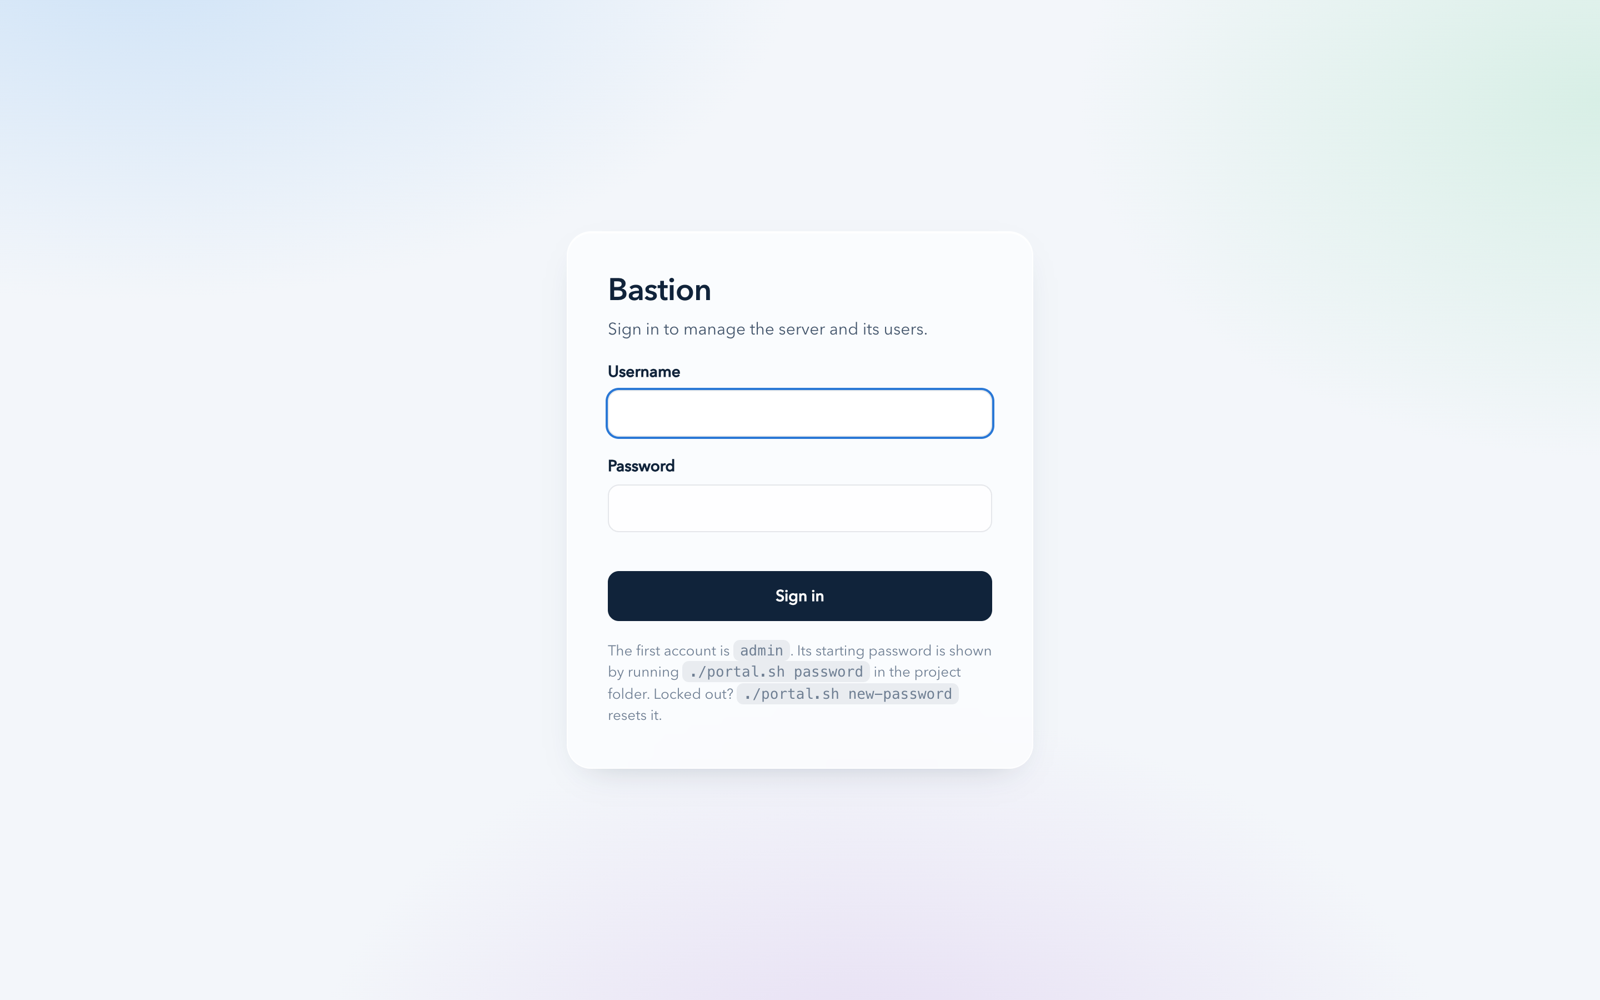 Bastion
Sign in to manage the server and its users.
Username
Password
Sign in
The first account is admin. Its starting password is shown
by running ./portal.sh password in the project
folder. Locked out? ./portal.sh new-password
resets it.